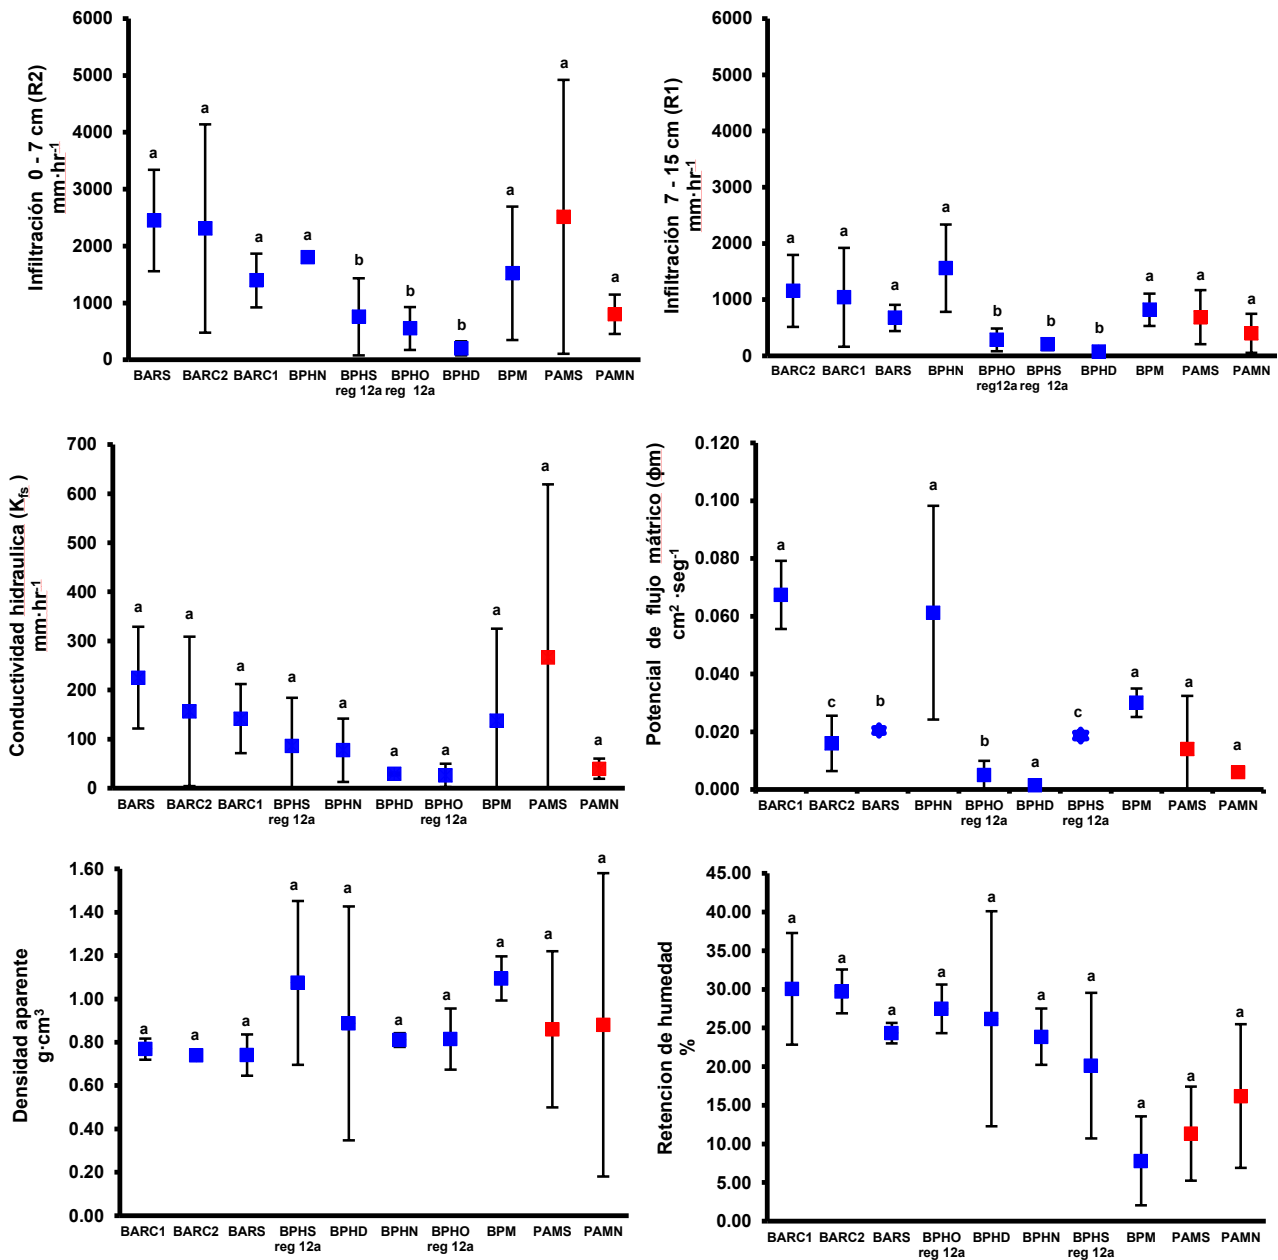 Infiltración 0 - 7 cm (R2)
mm·hr-1
6000
5000
4000
3000
2000
1000
0
a
a
a
a
b
b
b
a
a
a
BARS BARC2 BARC1 BPHN BPHS BPHO BPHD BPM PAMS PAMN
reg 12a reg 12a
Infiltración 7 - 15 cm (R1)
mm·hr-1
6000
5000
4000
3000
2000
1000
0
a
a
a
a
b
b
b
a
a
a
BARC2 BARC1 BARS BPHN BPHO BPHS BPHD BPM PAMS PAMN
reg12a reg 12a
Conductividad hidraulica (Kfs )
mm·hr-1
700
600
500
400
300
200
100
0
a
a
a
a
a
a
a
a
a
a
BARS BARC2 BARC1 BPHS BPHN BPHD BPHO BPM PAMS PAMN
reg 12a reg 12a
Potencial de flujo mátrico (ϕm)
cm2 ·seg-1
0.120
0.100
0.080
0.060
0.040
0.020
0.000
a
c
b
a
b
a
c
a
a
a
BARC1 BARC2 BARS BPHN BPHO BPHD BPHS BPM PAMS PAMN
reg 12a reg 12a
Densidad aparente
g·cm3
1.60
1.40
1.20
1.00
0.80
0.60
0.40
0.20
0.00
a
a
a
a
a
a
a
a
a
a
BARC1 BARC2 BARS BPHS BPHD BPHN BPHO BPM PAMS PAMN
reg 12a reg 12a
Retencion de humedad
%
45.00
40.00
35.00
30.00
25.00
20.00
15.00
10.00
5.00
0.00
a
a
a
a
a
a
a
a
a
a
BARC1 BARC2 BARS BPHO BPHD BPHN BPHS BPM PAMS PAMN
reg 12a reg 12a